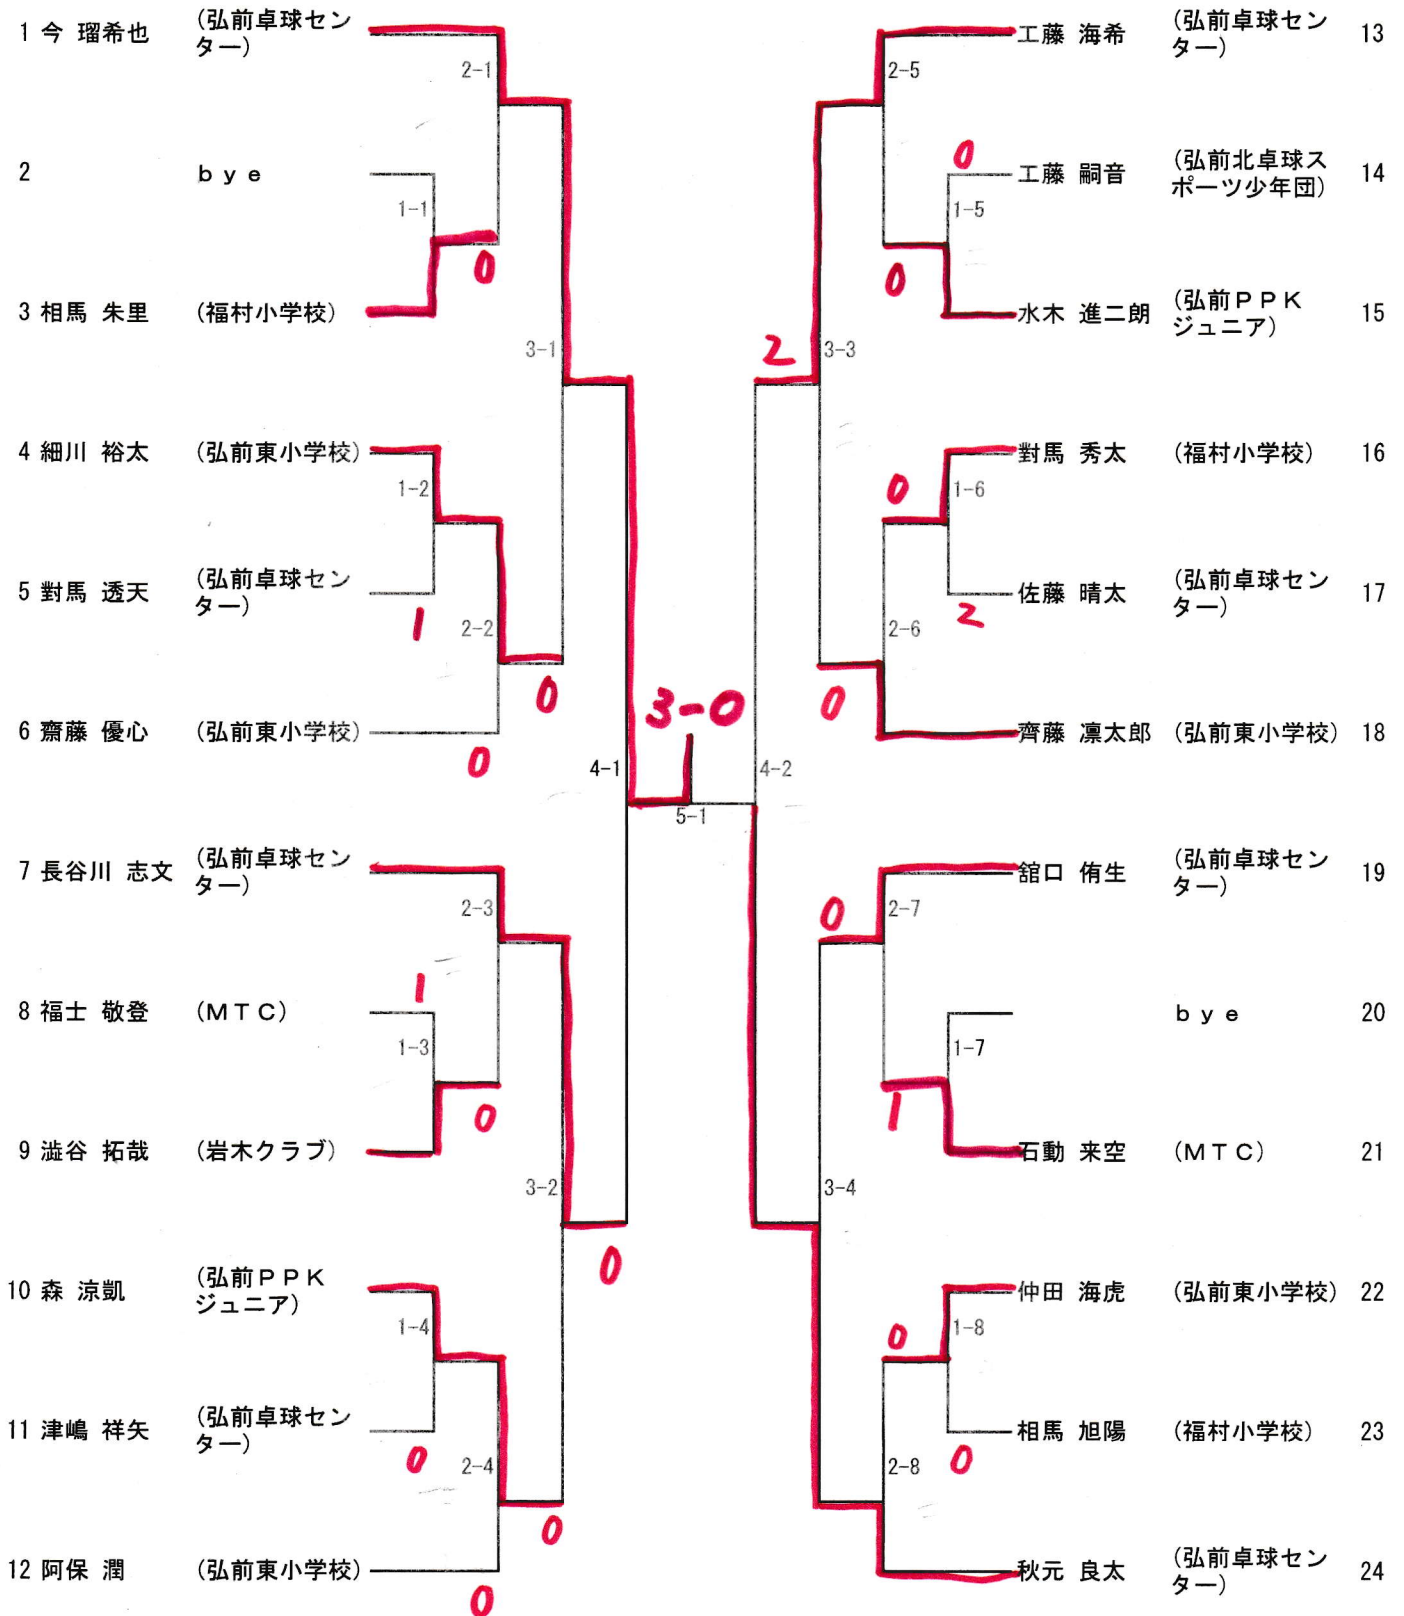 1 今 瑠希也 (弘前卓球セン
ター)
2-1
2 bye
1-1
0
3 相馬 朱里 (福村小学校)
3-1
4 細川 裕太 (弘前東小学校)
1-2
5 對馬 透天 (弘前卓球セン
ター)
1
2-2
0
6 齋藤 優心 (弘前東小学校)
0
4-1
7 長谷川 志文 (弘前卓球セン
ター)
2-3
1
8 福士 敬登 (MTC)
1-3
0
9 澁谷 拓哉 (岩木クラブ)
3-2
0
10 森 涼凱 (弘前PPK
ジュニア)
1-4
11 津嶋 祥矢 (弘前卓球セン
ター)
0
2-4
0
12 阿保 潤 (弘前東小学校)
0
3-0
5-1
工藤 海希 (弘前卓球セン
ター) 13
2-5
0
工藤 嗣音 (弘前北卓球ス
ポーツ少年団) 14
1-5
0
水木 進二朗 (弘前PPK
ジュニア) 15
2
3-3
對馬 秀太 (福村小学校) 16
0
1-6
佐藤 晴太 (弘前卓球セン
ター) 17
2
2-6
0
齊藤 凛太郎 (弘前東小学校) 18
4-2
舘口 侑生 (弘前卓球セン
ター) 19
0
2-7
bye 20
1-7
1
石動 来空 (MTC) 21
3-4
仲田 海虎 (弘前東小学校) 22
0
1-8
相馬 旭陽 (福村小学校) 23
0
2-8
秋元 良太 (弘前卓球セン
ター) 24